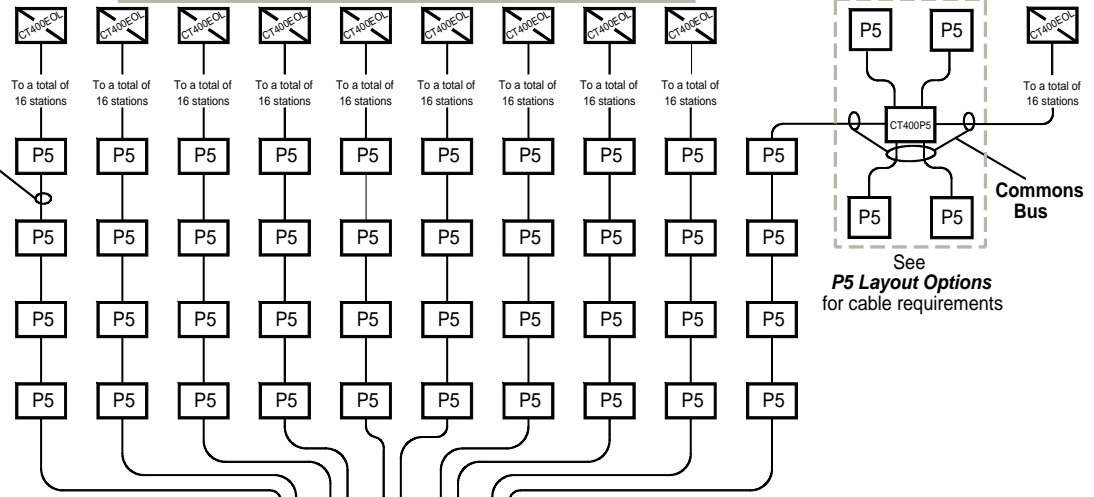 CT400EOL CT400EOL CT400EOL CT400EOL CT400EOL CT400EOL CT400EOL CT400EOL CT400EOL
To a total of To a total of To a total of To a total of To a total of To a total of To a total of To a total of To a total of
16 stations 16 stations 16 stations 16 stations 16 stations 16 stations 16 stations 16 stations 16 stations
P5 P5 P5 P5 P5 P5 P5 P5 P5 P5
P5 P5 P5 P5 P5 P5 P5 P5 P5 P5
P5 P5 P5 P5 P5 P5 P5 P5 P5 P5
P5 P5 P5 P5 P5 P5 P5 P5 P5 P5
P5 P5
CT400P5
P5 P5
CT400EOL
To a total of
16 stations
Commons
Bus
See
P5 Layout Options
for cable requirements